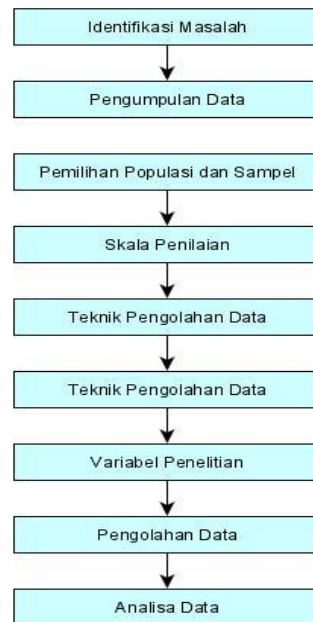 Identifikasi Masalah
Pengumpulan Data
Pemilihan Populasi dan Sampel
Skala Penilaian
Teknik Pengolahan Data
Teknik Pengolahan Data
Variabel Penelitian
Pengolahan Data
Analisa Data